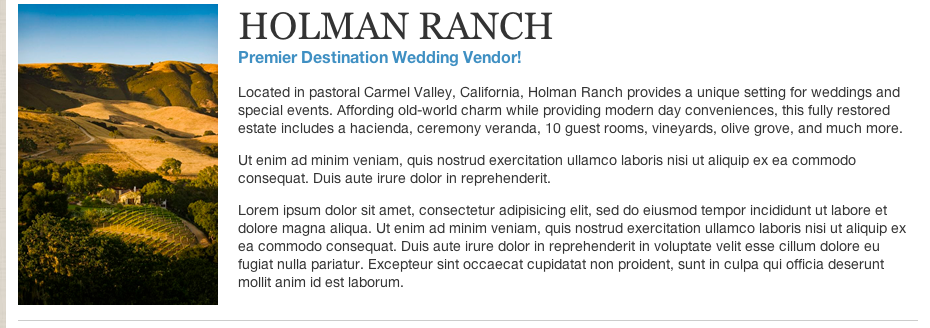 HOLMAN RANCH
Premier Destination Wedding Vendor!
Located in pastoral Carmel Valley, California, Holman Ranch provides a unique setting for weddings and
special events. Affording old-world charm while providing modern day conveniences, this fully restored
estate includes a hacienda, ceremony veranda, 10 guest rooms, vineyards, olive grove, and much more.
Ut enim ad minim veniam, quis nostrud exercitation ullamco laboris nisi ut aliquip ex ea commodo
consequat. Duis aute irure dolor in reprehenderit.
Lorem ipsum dolor sit amet, consectetur adipisicing elit, sed do eiusmod tempor incididunt ut labore et
dolore magna aliqua. Ut enim ad minim veniam, quis nostrud exercitation ullamco laboris nisi ut aliquip ex
ea commodo consequat. Duis aute irure dolor in reprehenderit in voluptate velit esse cillum dolore eu
fugiat nulla pariatur. Excepteur sint occaecat cupidatat non proident, sunt in culpa qui officia deserunt
mollit anim id est laborum.